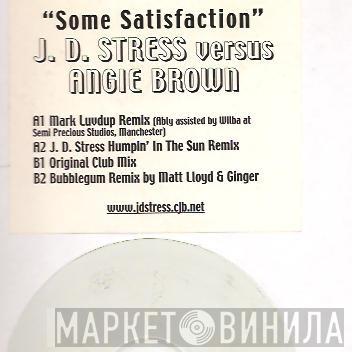 "Some Satisfaction"
J. D. STRESS versus
ANGIE BROWN
A1 Mark Luvdup Remix (Ably assisted by Wilba at
Semi Precious Studios, Manchester)
A2 J. D. Stress Humpin' In The Sun Remix
B1 Original Club Mix
B2 Bubblegum Remix by Matt Lloyd & Ginger
www.jdstress.cjb.net
МАРКЕТ ВИНИЛА